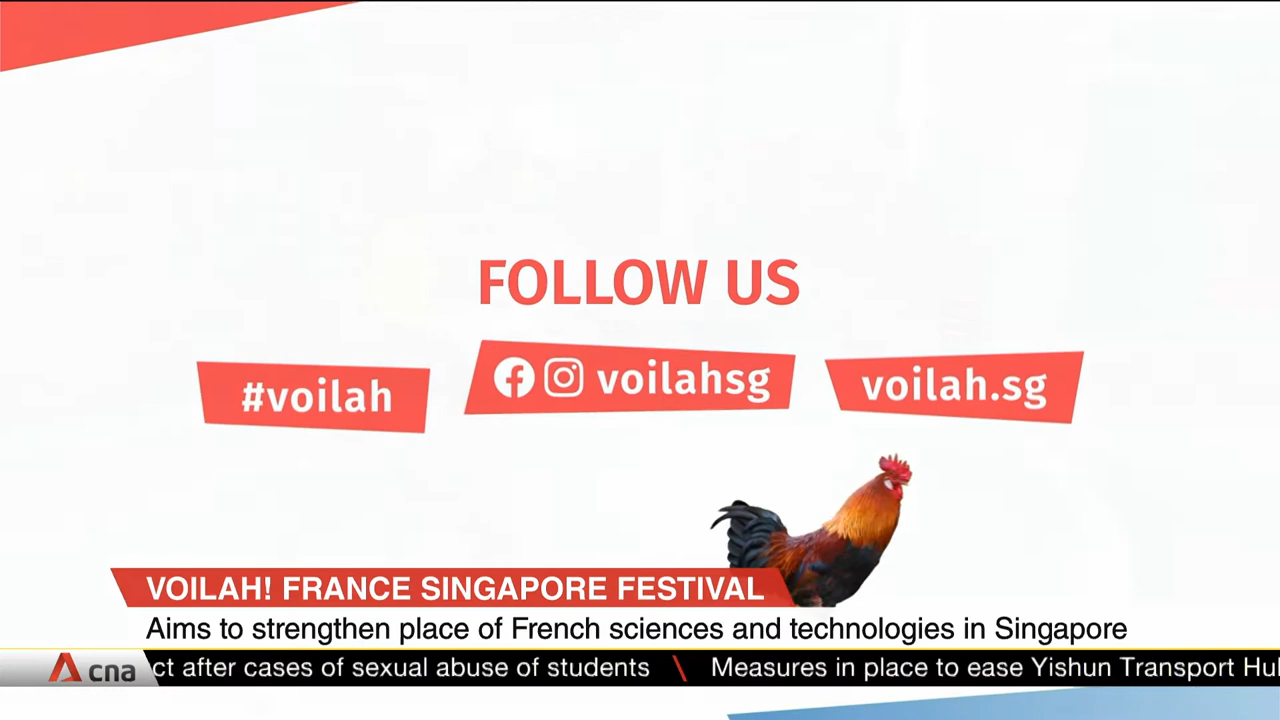 FOLLOW US
#voilah
voilahsg
voilah.sg
VOILAH! FRANCE SINGAPORE FESTIVAL
Aims to strengthen place of French sciences and technologies in Singapore
cna
ct after cases of sexual abuse of students \ Measures in place to ease Yishun Transport Hu